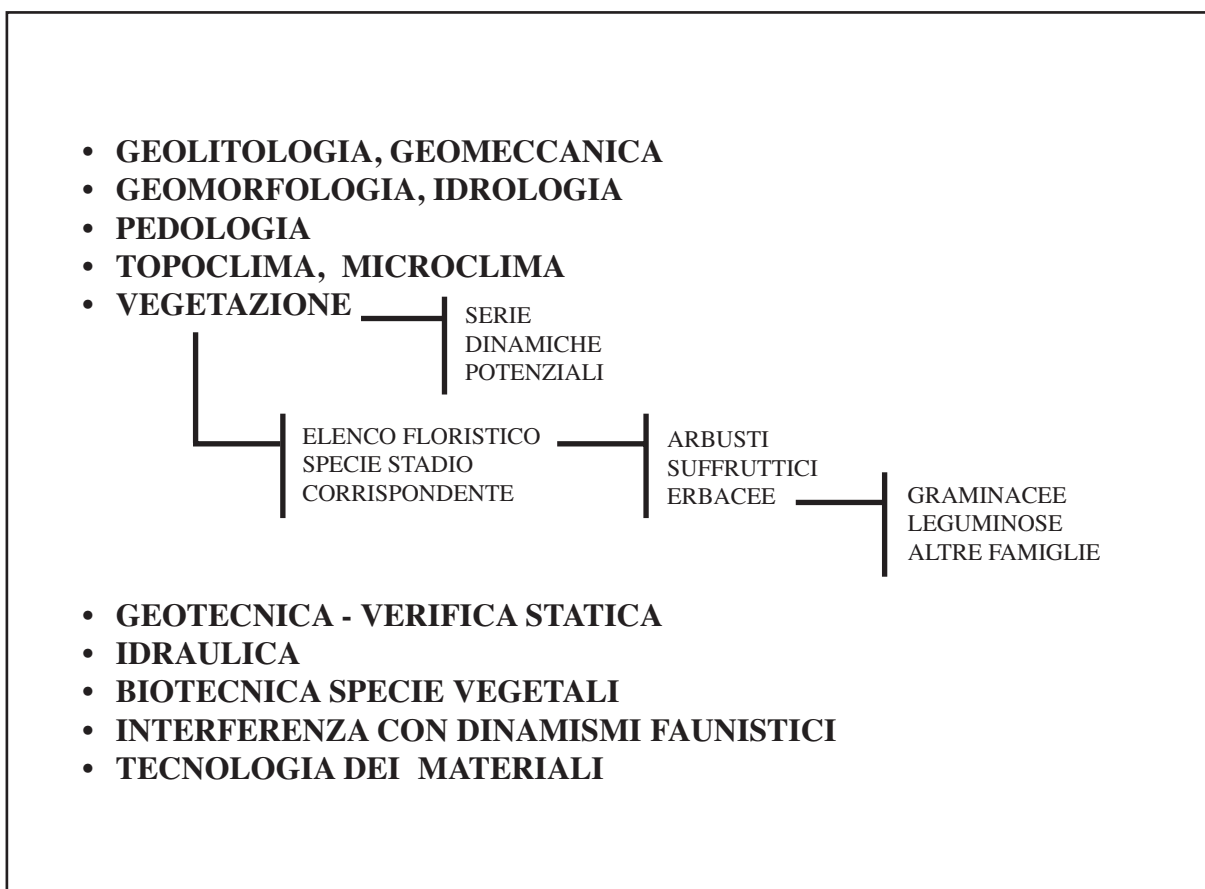 • GEOLITOLOGIA, GEOMECCANICA
• GEOMORFOLOGIA, IDROLOGIA
• PEDOLOGIA
• TOPOCLIMA, MICROCLIMA
• VEGETAZIONE
SERIE
DINAMICHE
POTENZIALI
ELENCO FLORISTICO
SPECIE STADIO
CORRISPONDENTE
ARBUSTI
SUFFRUTTICI
ERBACEE
GRAMINACEE
LEGUMINOSE
ALTRE FAMIGLIE
• GEOTECNICA - VERIFICA STATICA
• IDRAULICA
• BIOTECNICA SPECIE VEGETALI
• INTERFERENZA CON DINAMISMI FAUNISTICI
• TECNOLOGIA DEI MATERIALI